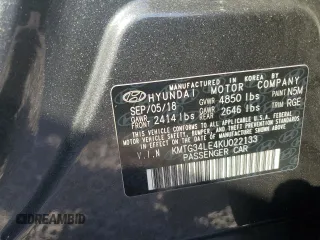 MANUFACTURED IN KOREA BY
HYUNDAI MOTOR COMPANY
SEP/05/18 GVWR 4850 lbs PAINT N5M
GAWR FRONT 2414 lbs GAWR REAR 2646 lbs TRIM RGE
THIS VEHICLE CONFORMS TO ALL APPLICABLE U.S. FEDERAL
MOTOR VEHICLE SAFETY, BUMPER, AND THEFT PREVENTION
STANDARDS IN EFFECT ON THE DATE OF MANUFACTURE
SHOWN ABOVE.
V.I.N KMTG34LE4KU022133
PASSENGER CAR
AutoBidMaster